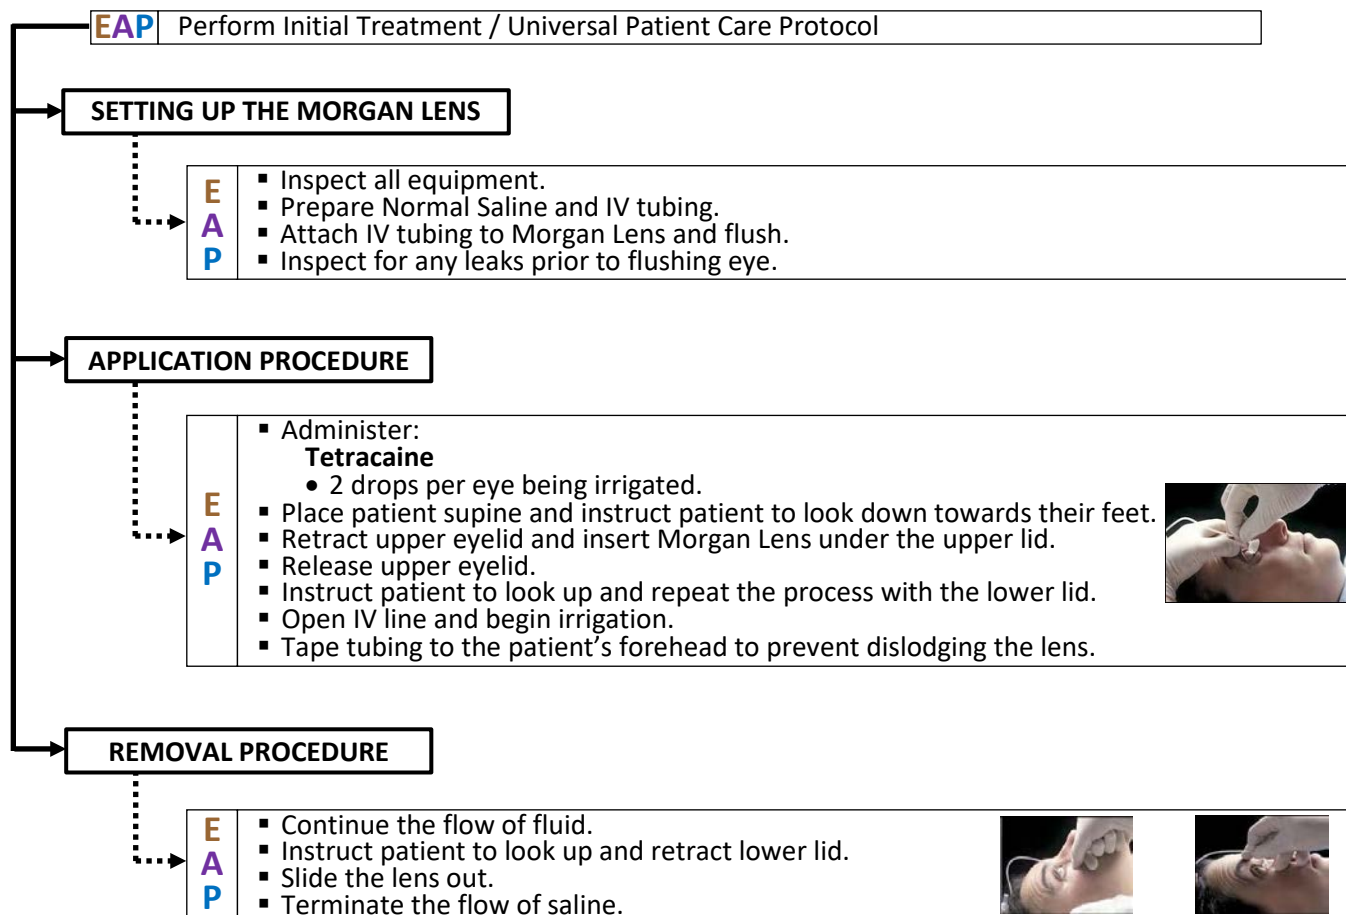 EAP Perform Initial Treatment / Universal Patient Care Protocol
SETTING UP THE MORGAN LENS
E
A
P
▪ Inspect all equipment.
▪ Prepare Normal Saline and IV tubing.
▪ Attach IV tubing to Morgan Lens and flush.
▪ Inspect for any leaks prior to flushing eye.
APPLICATION PROCEDURE
E
A
P
▪ Administer:
Tetracaine
• 2 drops per eye being irrigated.
▪ Place patient supine and instruct patient to look down towards their feet.
▪ Retract upper eyelid and insert Morgan Lens under the upper lid.
▪ Release upper eyelid.
▪ Instruct patient to look up and repeat the process with the lower lid.
▪ Open IV line and begin irrigation.
▪ Tape tubing to the patient’s forehead to prevent dislodging the lens.
REMOVAL PROCEDURE
E
A
P
▪ Continue the flow of fluid.
▪ Instruct patient to look up and retract lower lid.
▪ Slide the lens out.
▪ Terminate the flow of saline.